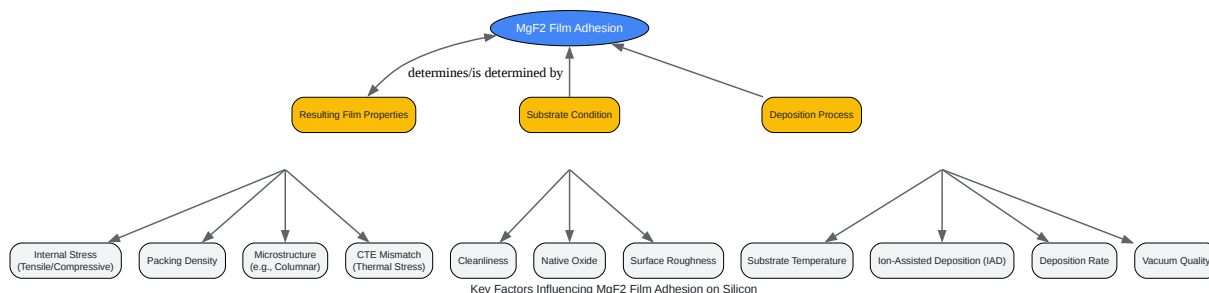 MgF2 Film Adhesion
determines/is determined by
Resulting Film Properties
Substrate Condition
Deposition Process
Internal Stress
(Tensile/Compressive)
Packing Density
Microstructure
(e.g., Columnar)
CTE Mismatch
(Thermal Stress)
Cleanliness
Native Oxide
Surface Roughness
Substrate Temperature
Ion-Assisted Deposition (IAD)
Deposition Rate
Vacuum Quality
Key Factors Influencing MgF2 Film Adhesion on Silicon